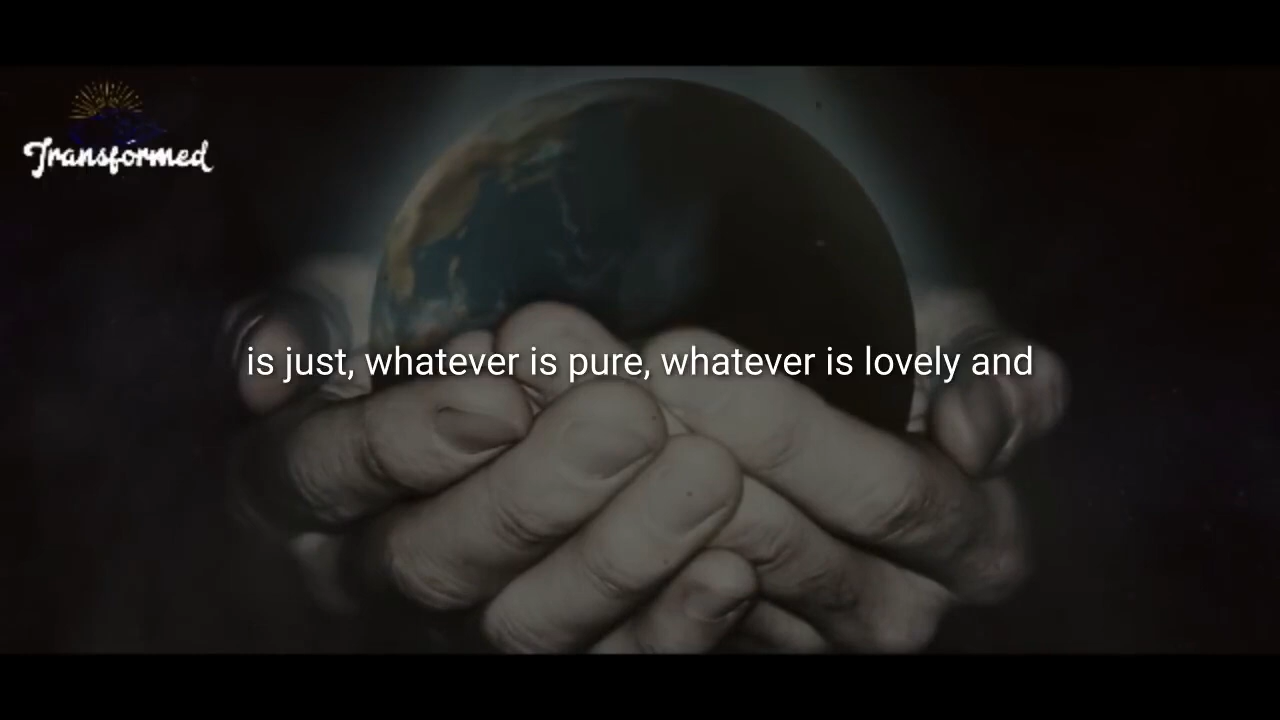 Transformed
is just, whatever is pure, whatever is lovely and